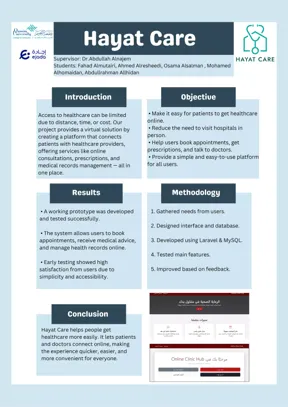 Hayat Care
ejada
HAYAT CARE
Supervisor: Dr.Abdullah Alnajem
Students: Fahad Almutairi, Ahmed Alresheedi, Osama Alsaiman , Mohamed
Alhomaidan, Abdullrahman Allhidan
Introduction
Access to healthcare can be limited
due to distance, time, or cost. Our
project provides a virtual solution by
creating a platform that connects
patients with healthcare providers,
offering services like online
consultations, prescriptions, and
medical records management — all in
one place.
Objective
• Make it easy for patients to get healthcare
online.
• Reduce the need to visit hospitals in
person.
• Help users book appointments, get
prescriptions, and talk to doctors.
• Provide a simple and easy-to-use platform
for all users.
Results
• A working prototype was developed
and tested successfully.
• The system allows users to book
appointments, receive medical advice,
and manage health records online.
• Early testing showed high
satisfaction from users due to
simplicity and accessibility.
Methodology
1. Gathered needs from users.
2. Designed interface and database.
3. Developed using Laravel & MySQL.
4. Tested main features.
5. Improved based on feedback.
Conclusion
Hayat Care helps people get
healthcare more easily. It lets patients
and doctors connect online, making
the experience quicker, easier, and
more convenient for everyone.
الرعاية الصحية في متناول يدك
Online Clinic Hub